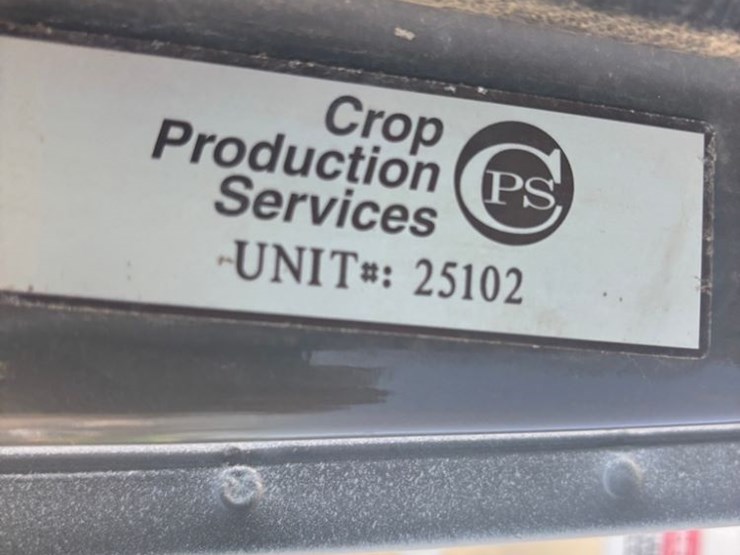 Crop
Production
Services
CPS
UNIT#: 25102